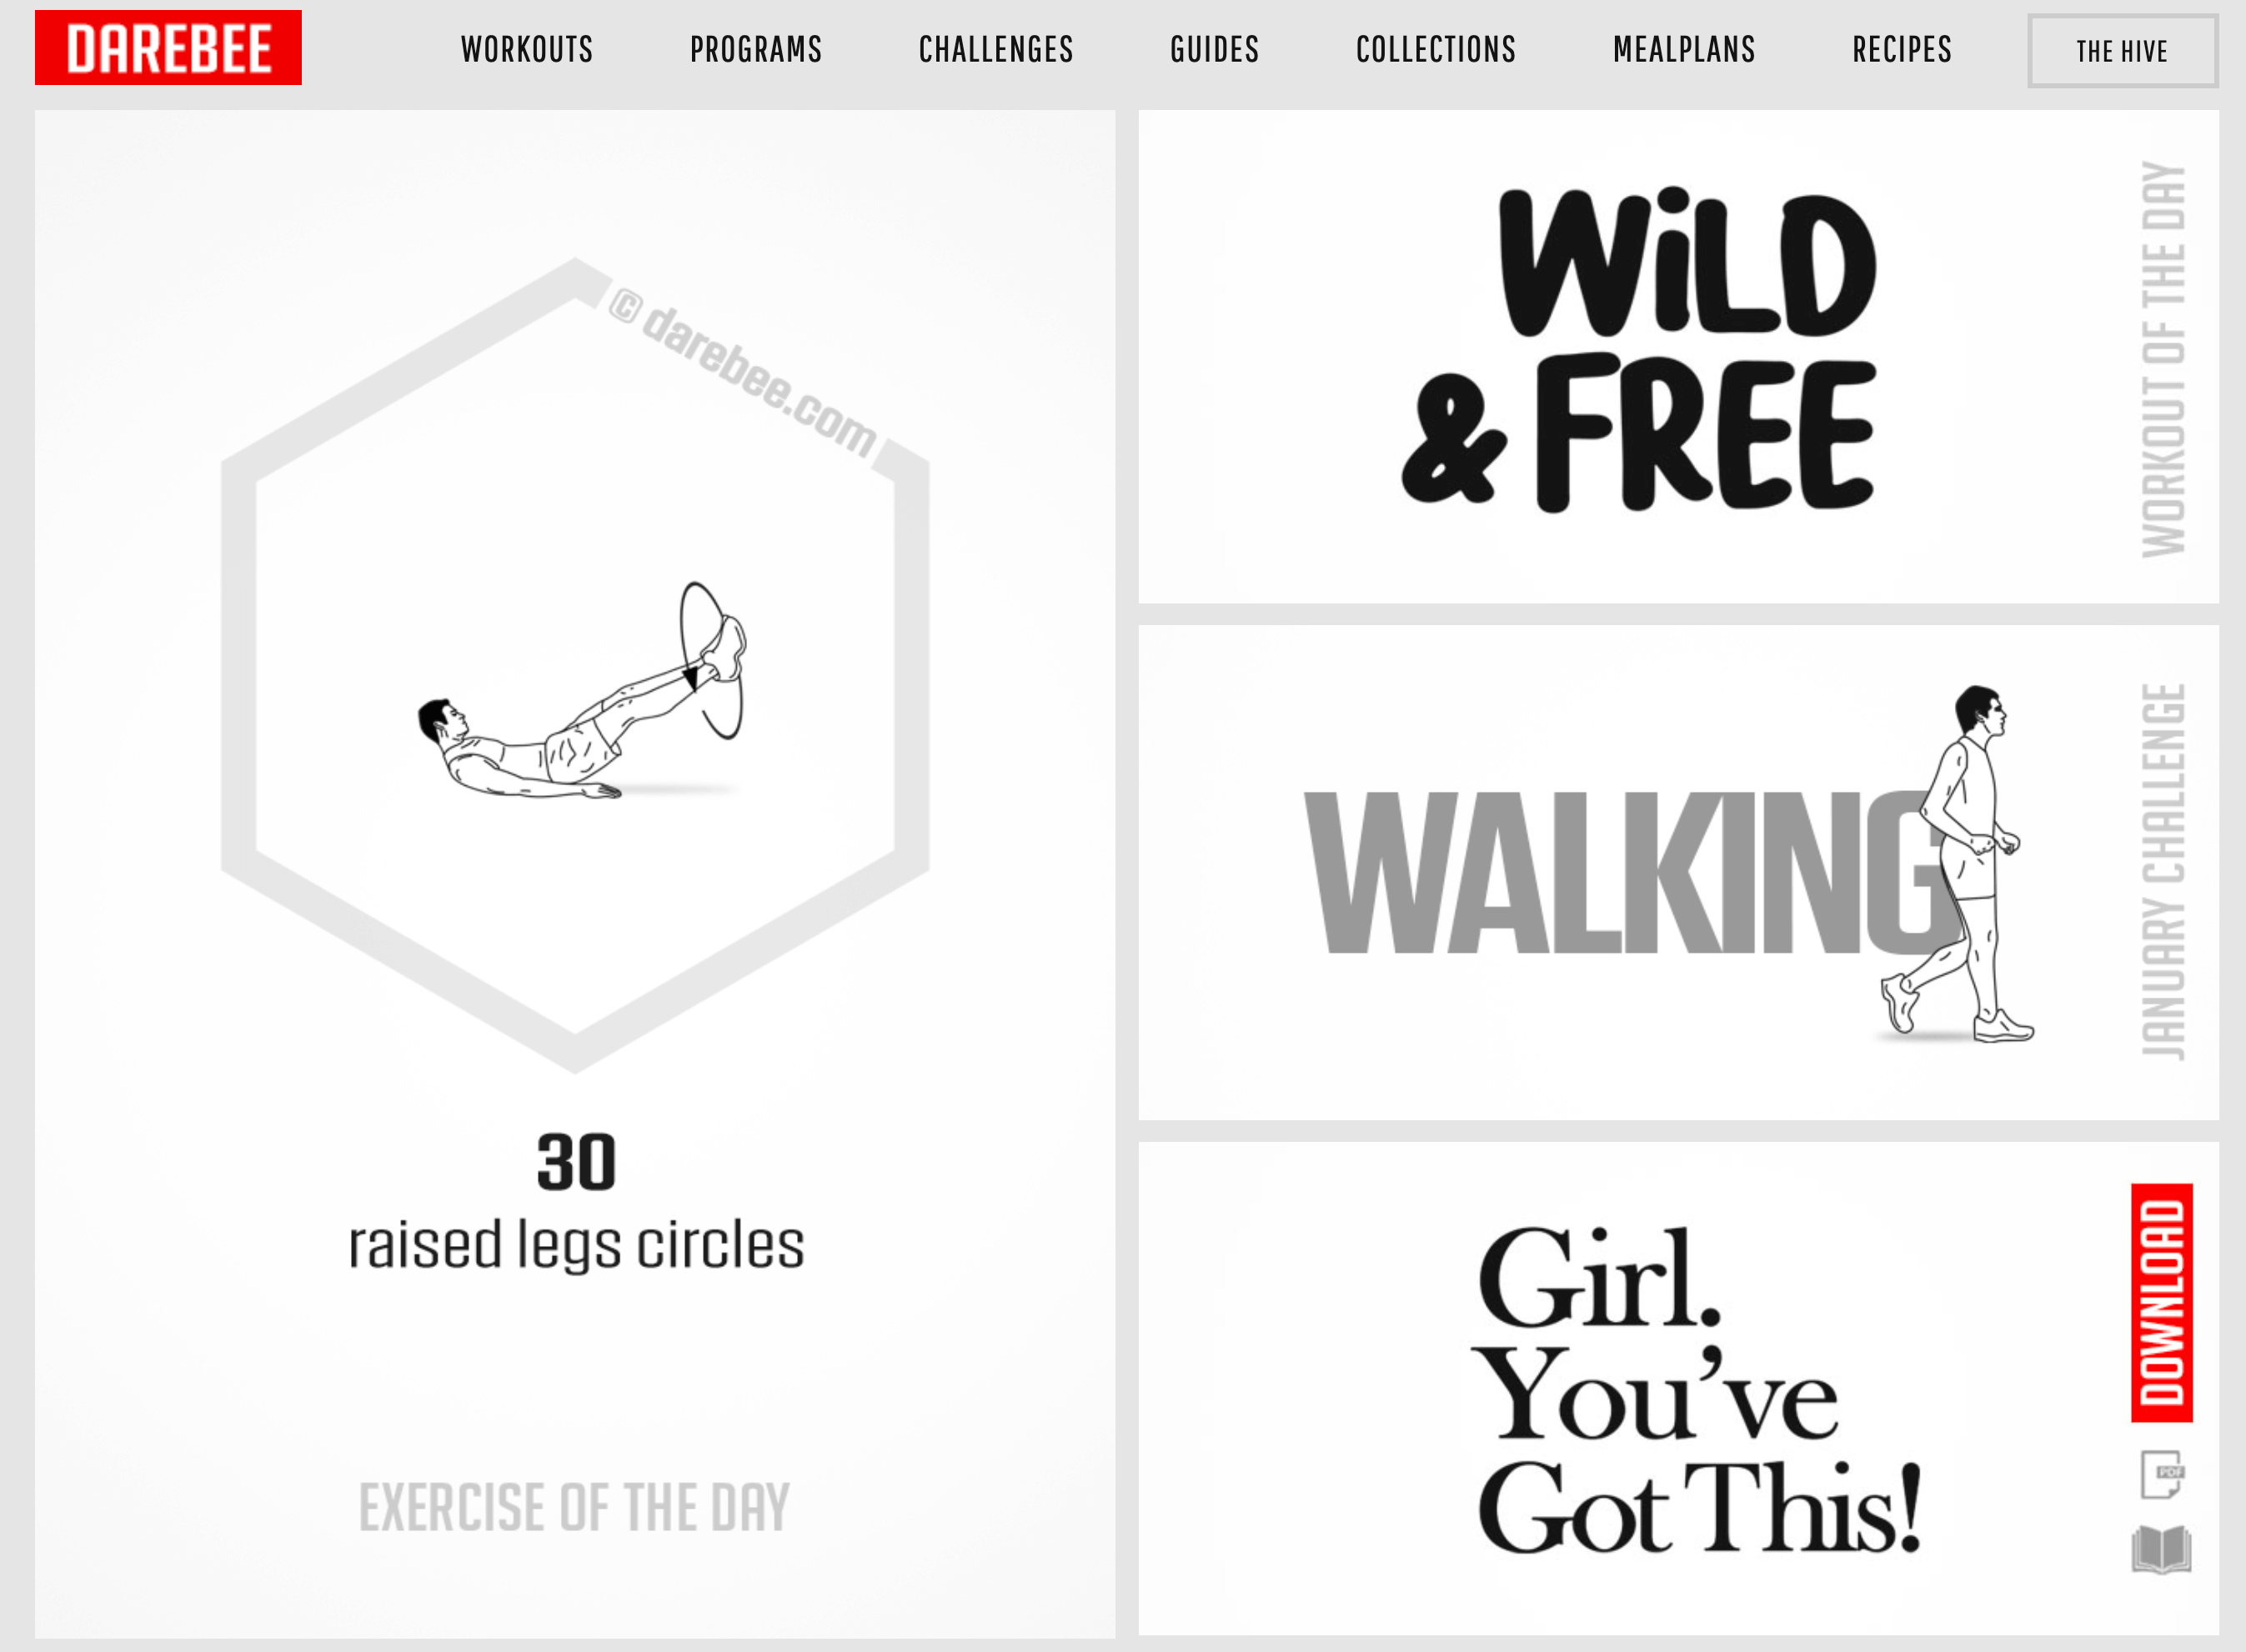 DAREBEE
WORKOUTS PROGRAMS CHALLENGES GUIDES COLLECTIONS MEALPLANS RECIPES THE HIVE
© darebee.com
30
raised legs circles
EXERCISE OF THE DAY
WiLD
& FREE
WORKOUT OF THE DAY
WALKING
JANUARY CHALLENGE
Girl.
You’ve
Got This!
DOWNLOAD
PDF